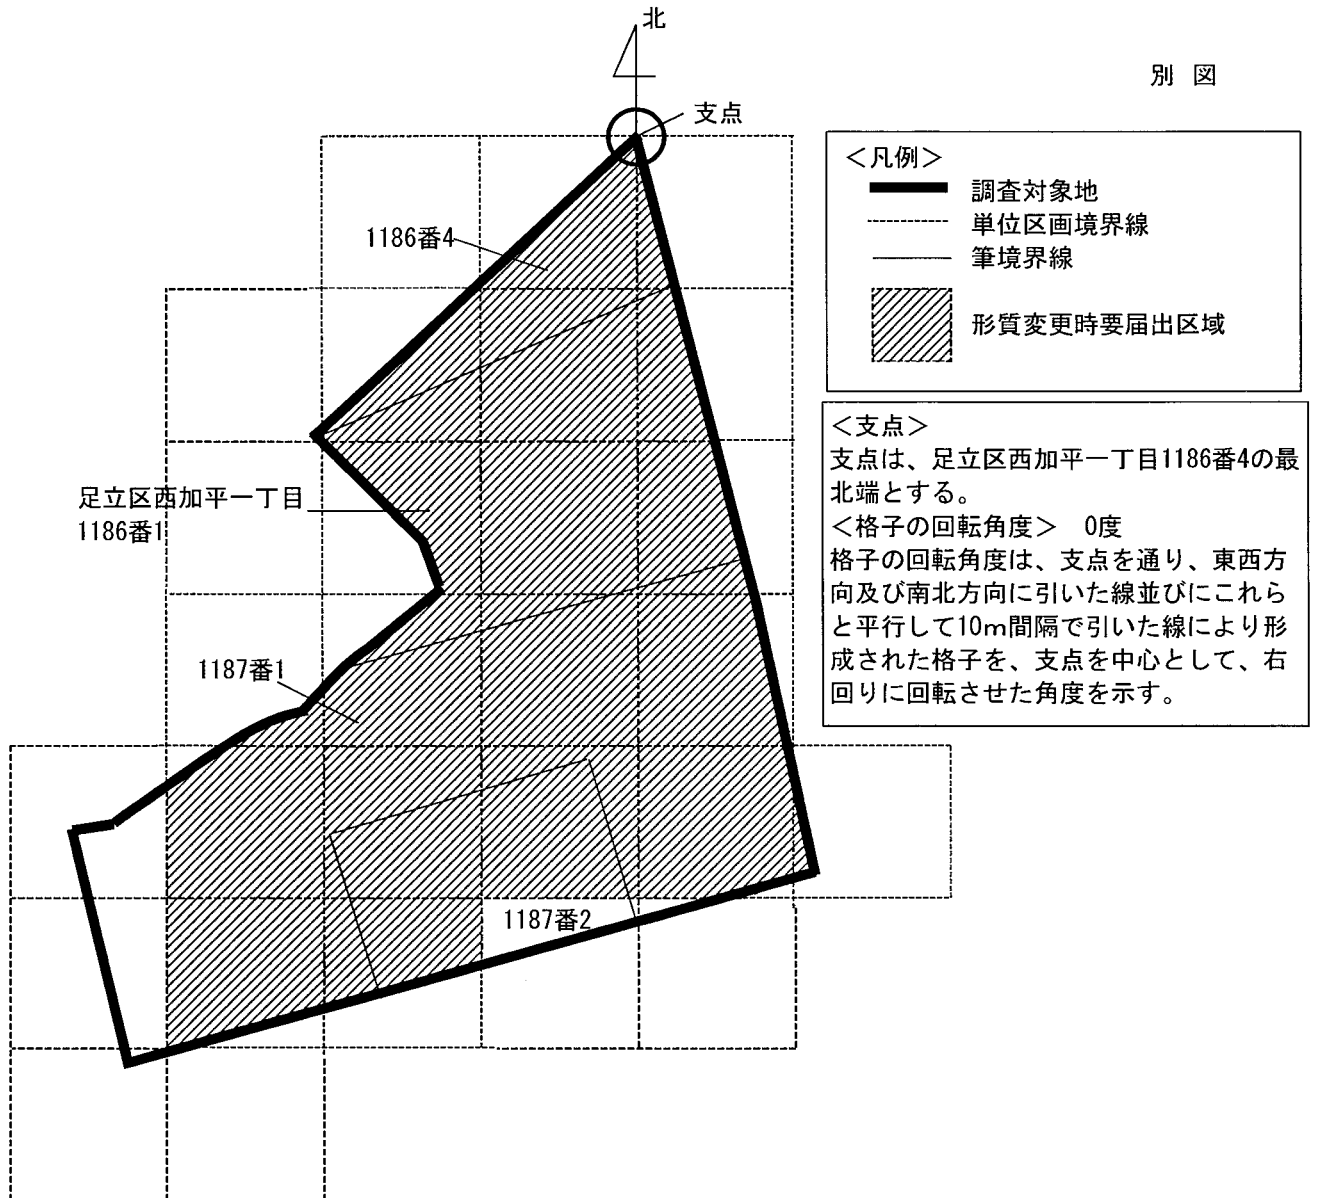 北
別 図
支点
＜凡例＞
調査対象地
単位区画境界線
筆境界線
形質変更時要届出区域
1186番4
＜支点＞
支点は、足立区西加平一丁目1186番4の最
北端とする。
＜格子の回転角度＞ 0度
格子の回転角度は、支点を通り、東西方
向及び南北方向に引いた線並びにこれら
と平行して10m間隔で引いた線により形
成された格子を、支点を中心として、右
回りに回転させた角度を示す。
足立区西加平一丁目
1186番1
1187番1
1187番2